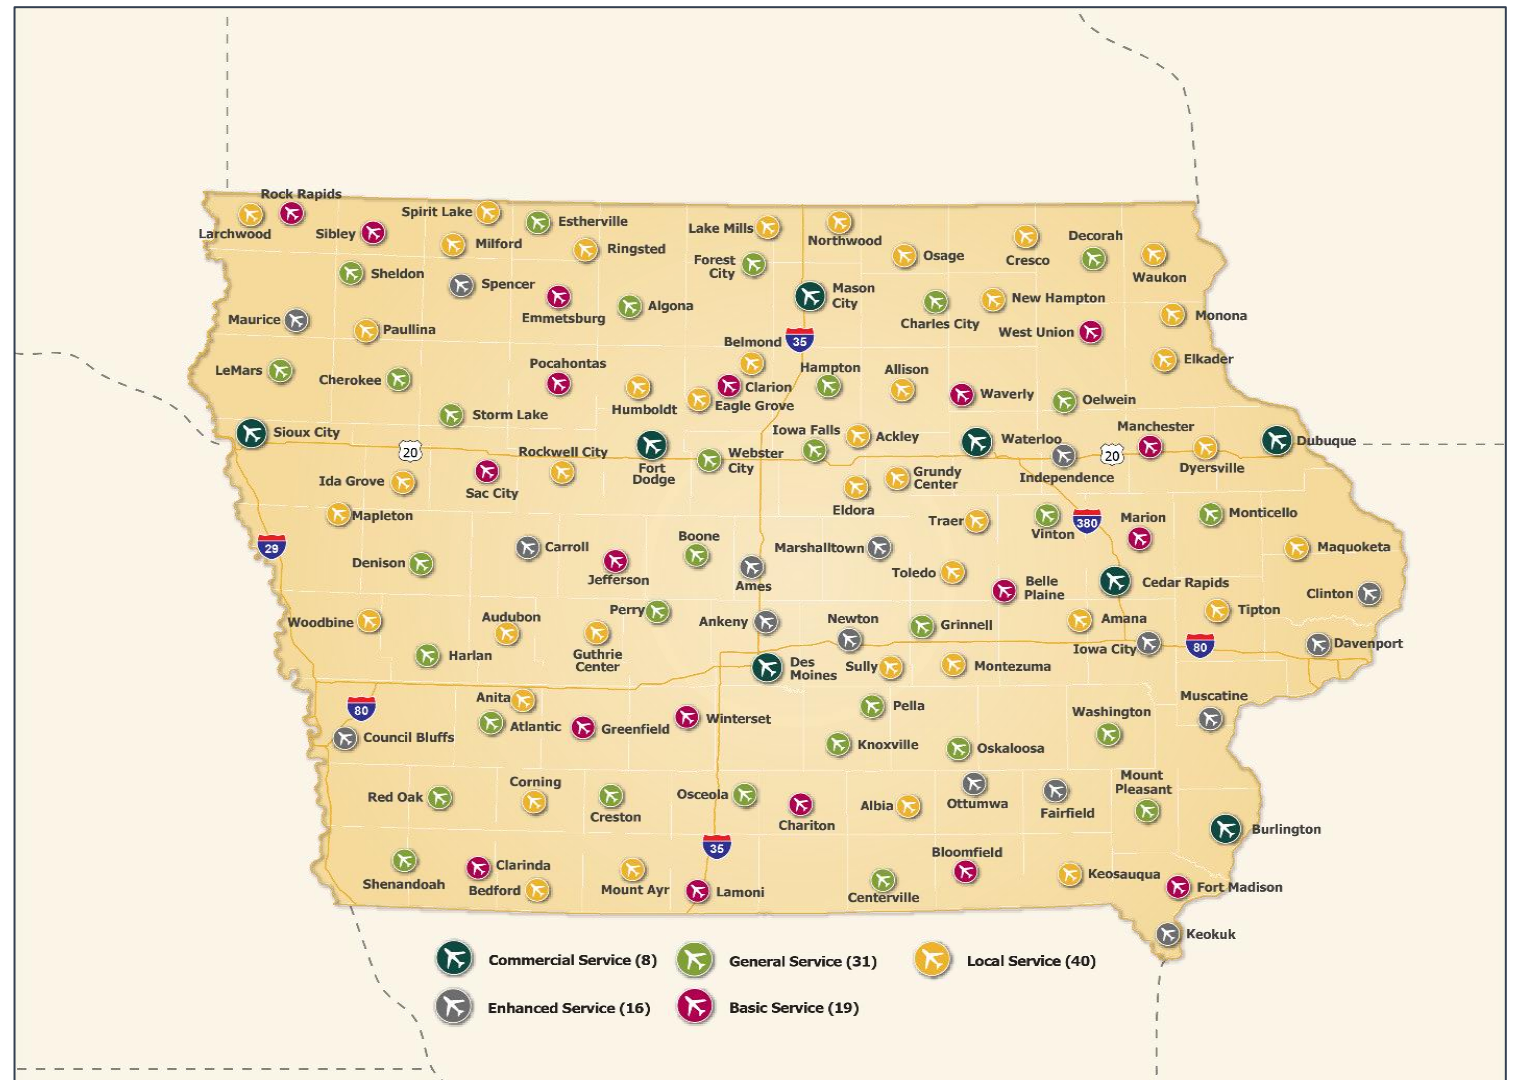 Rock Rapids
Larchwood
Sibley
Spirit Lake
Milford
Estherville
Ringsted
Lake Mills
Northwood
Osage
Cresco
Decorah
Waukon
Sheldon
Spencer
Forest
City
Mason
City
Emmetsburg
Algona
Charles City
New Hampton
Monona
Maurice
Paullina
West Union
Belmond
35
Elkader
LeMars
Cherokee
Pocahontas
Clarion
Hampton
Allison
Humboldt
Eagle Grove
Waverly
Oelwein
Storm Lake
Sioux City
20
Rockwell City
Fort
Dodge
Webster
City
Iowa Falls
Ackley
Waterloo
Independence
20
Manchester
Dyersville
Dubuque
Ida Grove
Sac City
Eldora
Grundy
Center
Mapleton
Traer
Vinton
380
Marion
Monticello
29
Denison
Carroll
Jefferson
Boone
Ames
Marshalltown
Toledo
Belle
Plaine
Cedar Rapids
Maquoketa
Clinton
Woodbine
Audubon
Perry
Ankeny
Newton
Grinnell
Amana
Tipton
Harlan
Guthrie
Center
Des
Moines
Sully
Montezuma
Iowa City
80
Davenport
80
Anita
Atlantic
Greenfield
Winterset
Pella
Washington
Muscatine
Council Bluffs
Knoxville
Oskaloosa
Red Oak
Corning
Creston
Osceola
Chariton
Albia
Ottumwa
Fairfield
Mount
Pleasant
Burlington
35
Shenandoah
Clarinda
Bedford
Mount Ayr
Lamoni
Centerville
Bloomfield
Keosauqua
Fort Madison
Keokuk
Commercial Service (8)
General Service (31)
Local Service (40)
Enhanced Service (16)
Basic Service (19)